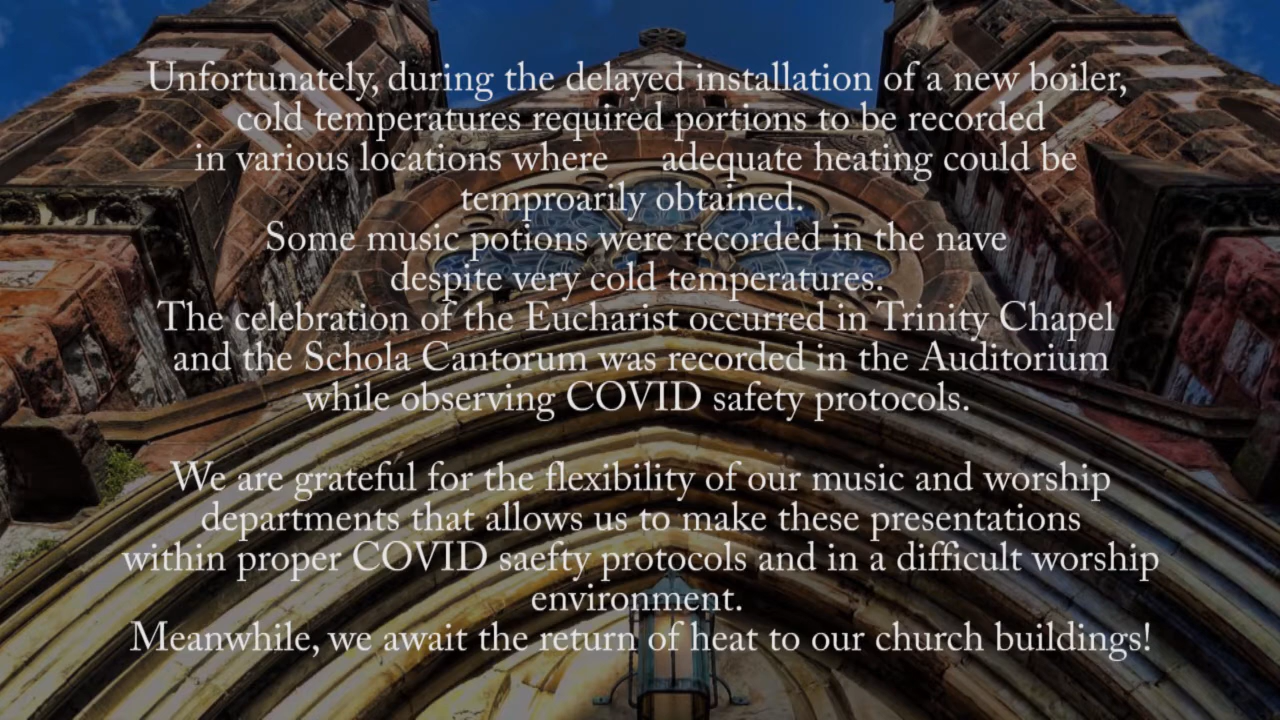 Unfortunately, during the delayed installation of a new boiler,
cold temperatures required portions to be recorded
in various locations where adequate heating could be
temproarily obtained.
Some music potions were recorded in the nave
despite very cold temperatures.
The celebration of the Eucharist occurred in Trinity Chapel
and the Schola Cantorum was recorded in the Auditorium
while observing COVID safety protocols.
We are grateful for the flexibility of our music and worship
departments that allows us to make these presentations
within proper COVID saefty protocols and in a difficult worship
environment.
Meanwhile, we await the return of heat to our church buildings!